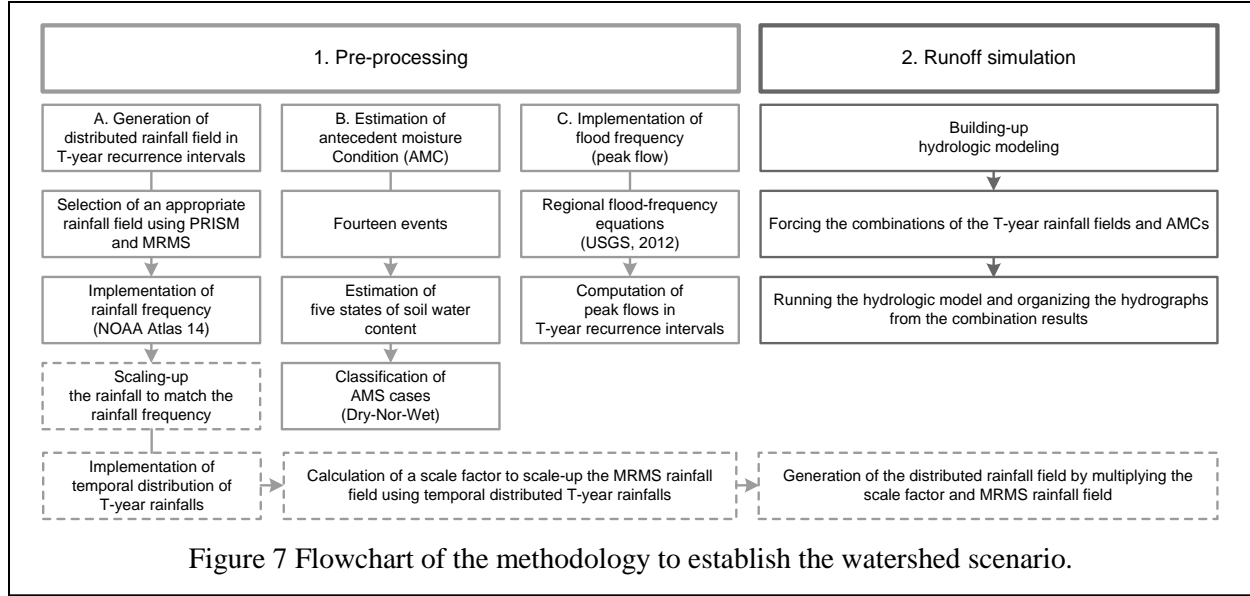 1. Pre-processing
2. Runoff simulation
A. Generation of
distributed rainfall field in
T-year recurrence intervals
Selection of an appropriate
rainfall field using PRISM
and MRMS
Implementation of
rainfall frequency
(NOAA Atlas 14)
Scaling-up
the rainfall to match the
rainfall frequency
B. Estimation of
antecedent moisture
Condition (AMC)
Fourteen events
Estimation of
five states of soil water
content
Classification of
AMS cases
(Dry-Nor-Wet)
C. Implementation of
flood frequency
(peak flow)
Regional flood-frequency
equations
(USGS, 2012)
Computation of
peak flows in
T-year recurrence intervals
Building-up
hydrologic modeling
Forcing the combinations of the T-year rainfall fields and AMCs
Running the hydrologic model and organizing the hydrographs
from the combination results
Implementation of
temporal distribution of
T-year rainfalls
Calculation of a scale factor to scale-up the MRMS rainfall
field using temporal distributed T-year rainfalls
Generation of the distributed rainfall field by multiplying the
scale factor and MRMS rainfall field
Figure 7 Flowchart of the methodology to establish the watershed scenario.